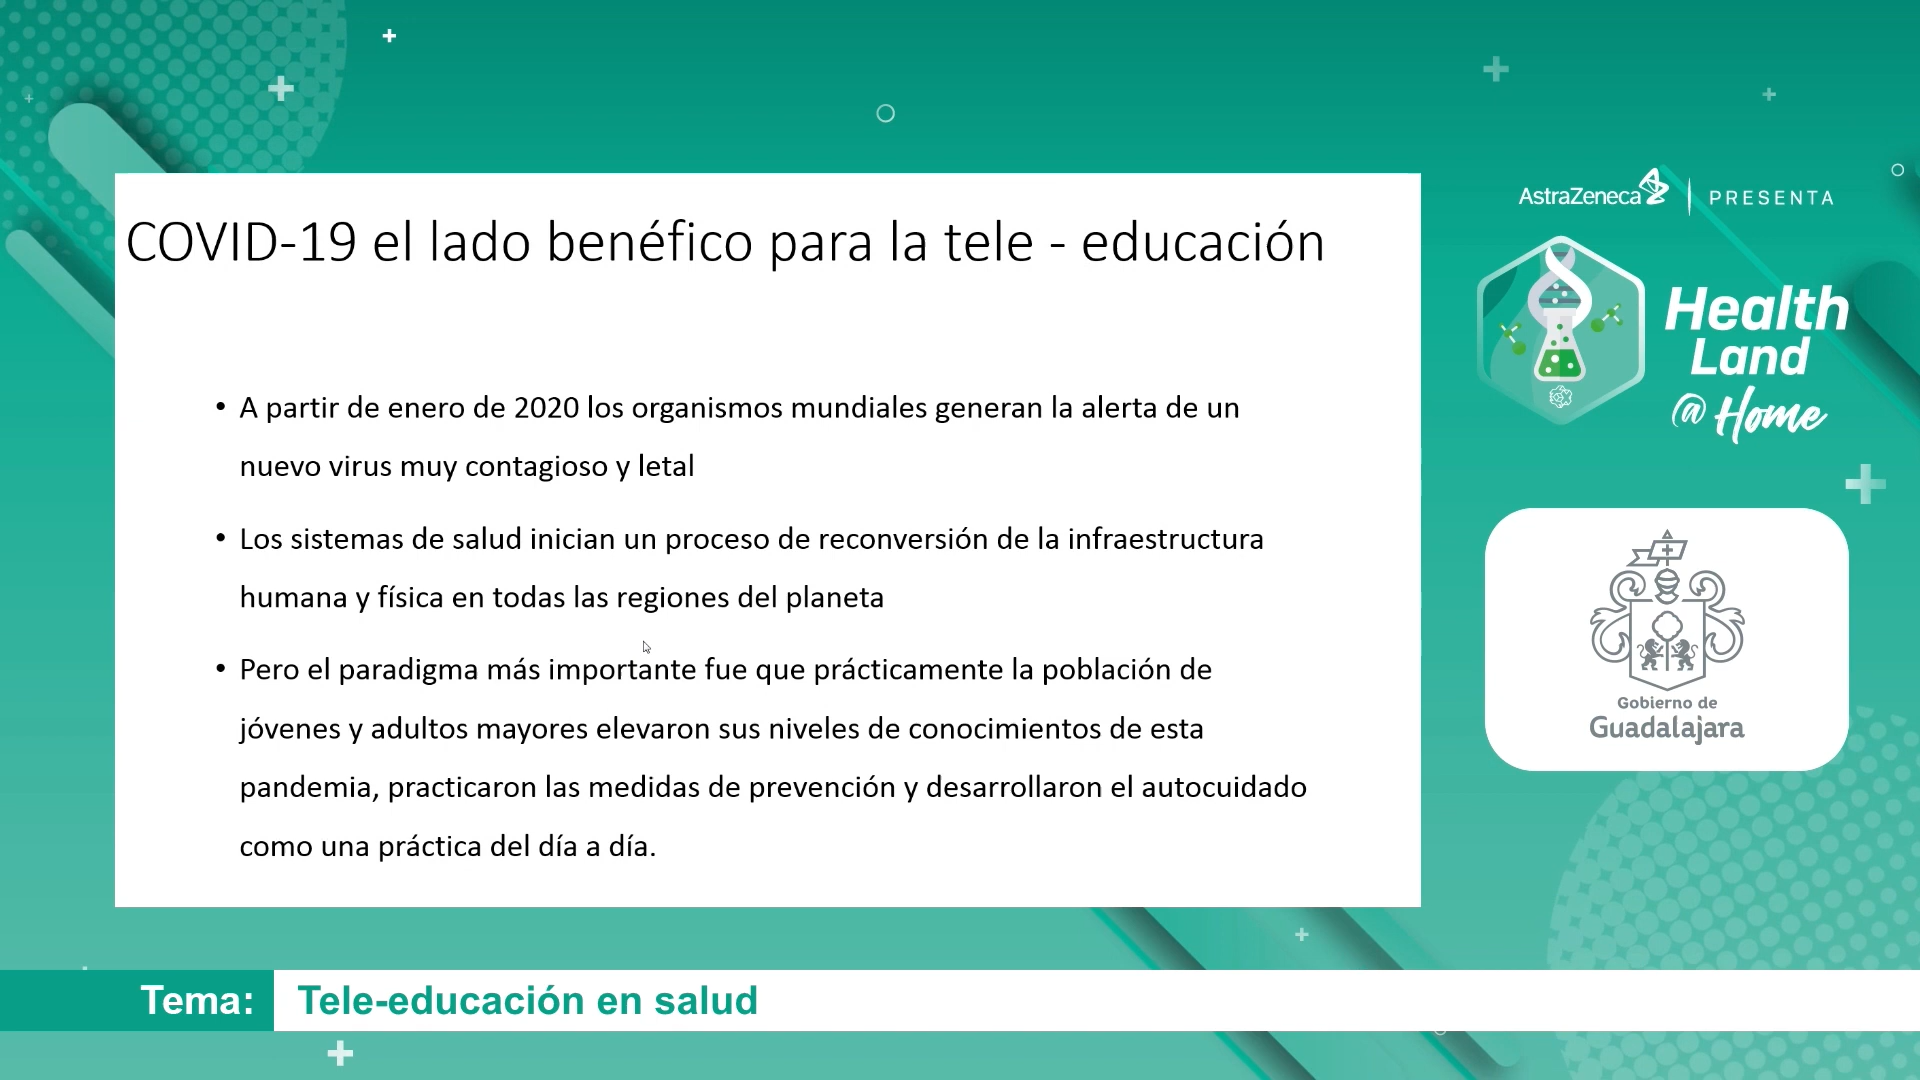 COVID-19 el lado benéfico para la tele - educación
• A partir de enero de 2020 los organismos mundiales generan la alerta de un
nuevo virus muy contagioso y letal
• Los sistemas de salud inician un proceso de reconversión de la infraestructura
humana y física en todas las regiones del planeta
• Pero el paradigma más importante fue que prácticamente la población de
jóvenes y adultos mayores elevaron sus niveles de conocimientos de esta
pandemia, practicaron las medidas de prevención y desarrollaron el autocuidado
como una práctica del día a día.
AstraZeneca | PRESENTA
Health
Land
@ Home
Gobierno de
Guadalajara
Tema: Tele-educación en salud